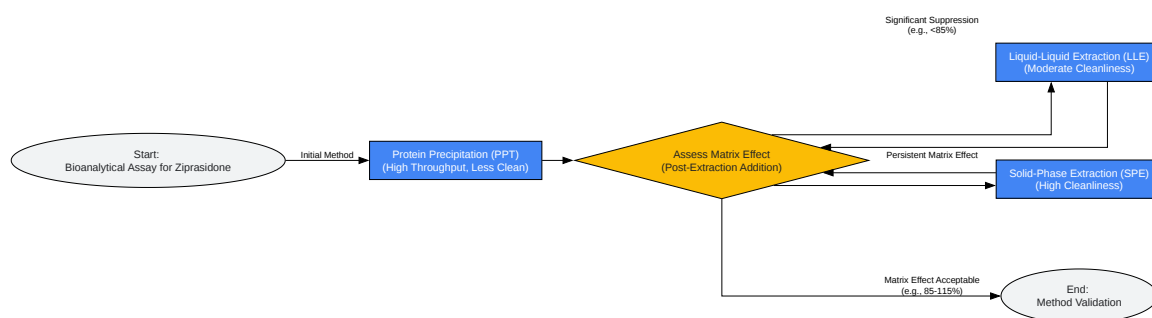 Significant Suppression
(e.g., <85%)
Liquid-Liquid Extraction (LLE)
(Moderate Cleanliness)
Start:
Bioanalytical Assay for Ziprasidone
Initial Method
Protein Precipitation (PPT)
(High Throughput, Less Clean)
Assess Matrix Effect
(Post-Extraction Addition)
Persistent Matrix Effect
Solid-Phase Extraction (SPE)
(High Cleanliness)
Matrix Effect Acceptable
(e.g., 85-115%)
End:
Method Validation